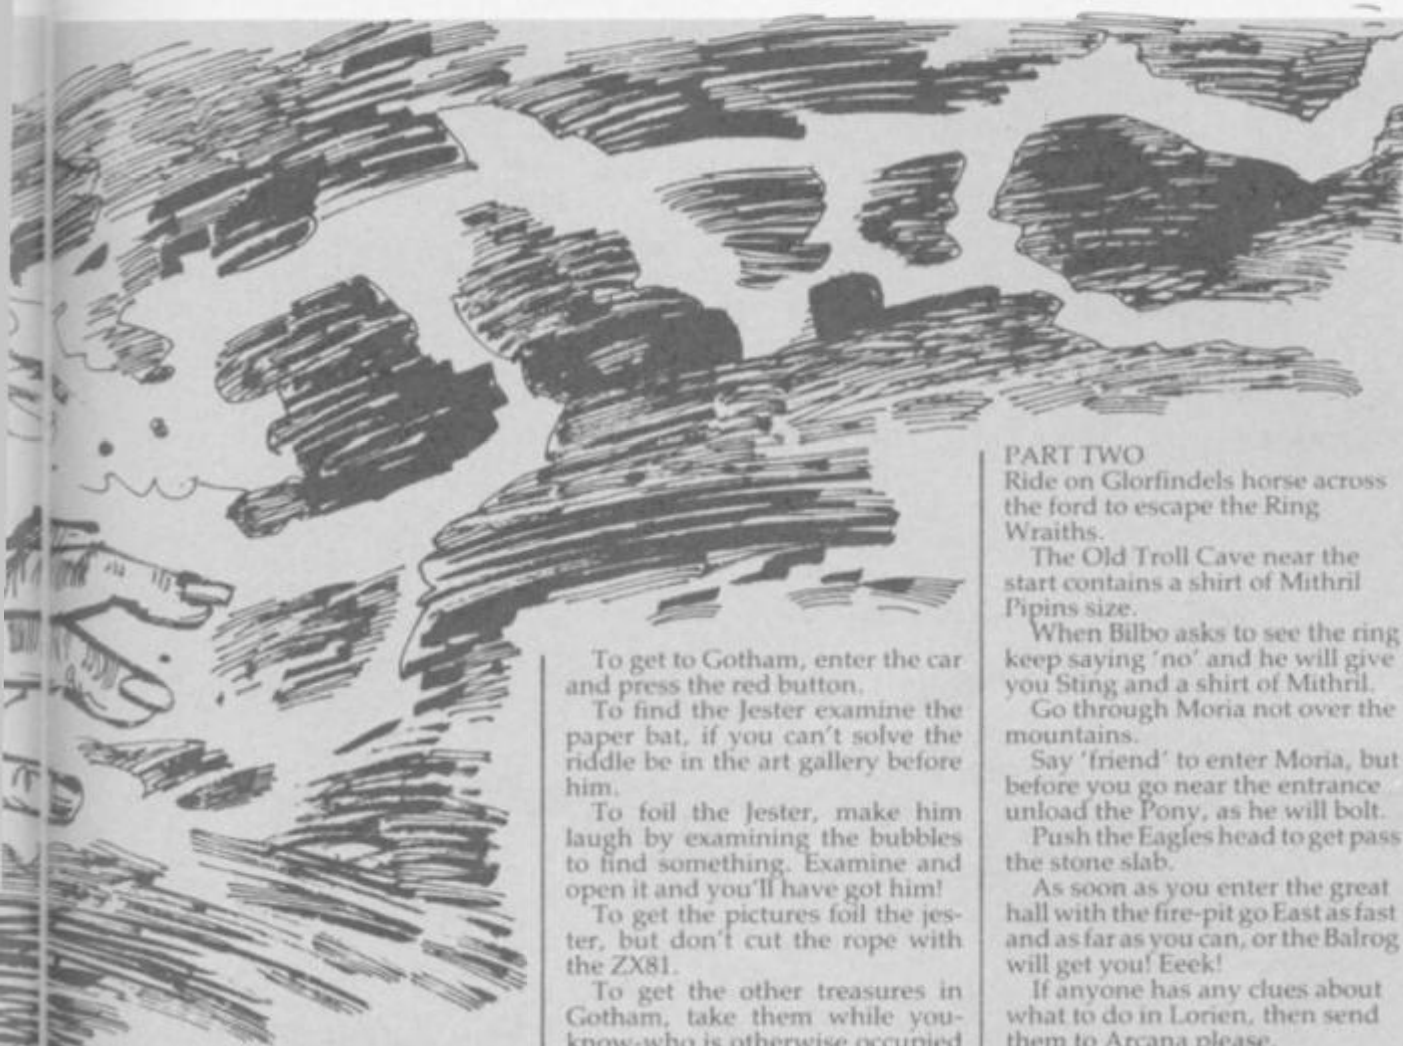 To get to Gotham, enter the car
and press the red button.
To find the Jester examine the
paper bat, if you can't solve the
riddle be in the art gallery before
him.
To foil the Jester, make him
laugh by examining the bubbles
to find something. Examine and
open it and you'll have got him!
To get the pictures foil the jes-
ter, but don't cut the rope with
the ZX81.
To get the other treasures in
Gotham, take them while you-
know-who is otherwise occupied
PART TWO
Ride on Glorfindels horse across
the ford to escape the Ring
Wraiths.
The Old Troll Cave near the
start contains a shirt of Mithril
Pipins size.
When Bilbo asks to see the ring
keep saying 'no' and he will give
you Sting and a shirt of Mithril.
Go through Moria not over the
mountains.
Say 'friend' to enter Moria, but
before you go near the entrance
unload the Pony, as he will bolt.
Push the Eagles head to get pass
the stone slab.
As soon as you enter the great
hall with the fire-pit go East as fast
and as far as you can, or the Balrog
will get you! Eeek!
If anyone has any clues about
what to do in Lorien, then send
them to Arcana please.